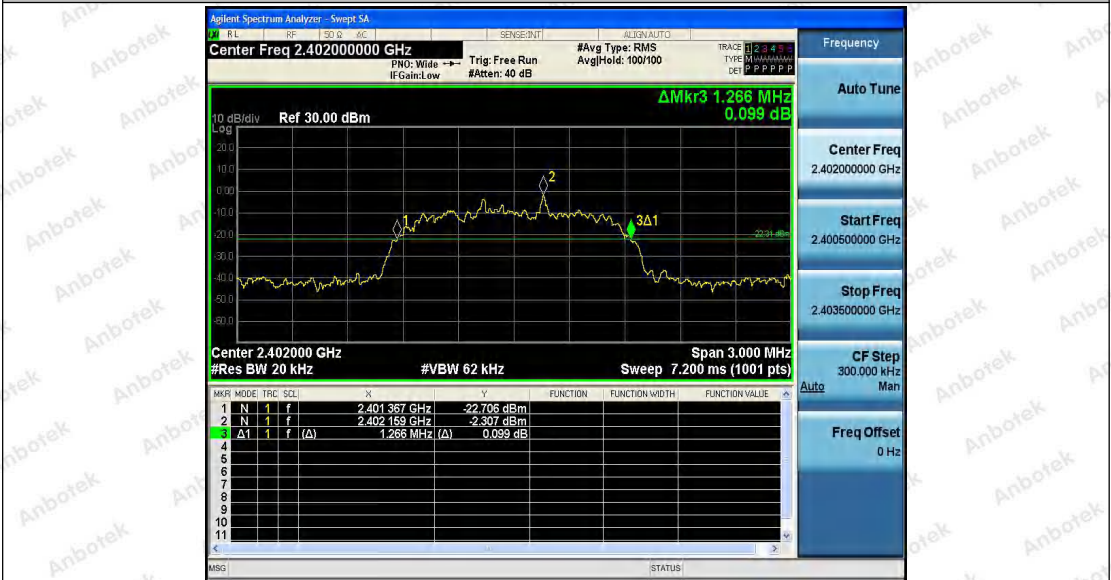 Agilent Spectrum Analyzer - Swept SA
RL RF 50 Ω AC SENSE:INT ALIGN AUTO
Center Freq 2.402000000 GHz
PNO: Wide
IFGain:Low
Trig: Free Run
#Atten: 40 dB
#Avg Type: RMS
Avg|Hold: 100/100
TRACE 1 2 3 4 5 6
TYPE M
DET P P P P P P
ΔMkr3 1.266 MHz
0.099 dB
10 dB/div Ref 30.00 dBm
Log
20.0
10.0
0.00
-10.0
-20.0
-30.0
-40.0
-50.0
-60.0
1
2
3Δ1
-22.31 dBm
Center 2.402000 GHz Span 3.000 MHz
#Res BW 20 kHz #VBW 62 kHz Sweep 7.200 ms (1001 pts)
MKR MODE TRC SCL X Y FUNCTION FUNCTION WIDTH FUNCTION VALUE
1 N 1 f 2.401 367 GHz -22.706 dBm
2 N 1 f 2.402 159 GHz -2.307 dBm
3 Δ1 1 f (Δ) 1.266 MHz (Δ) 0.099 dB
4
5
6
7
8
9
10
11
MSG STATUS
Frequency
Auto Tune
Center Freq
2.402000000 GHz
Start Freq
2.400500000 GHz
Stop Freq
2.403500000 GHz
CF Step
300.000 kHz
Auto Man
Freq Offset
0 Hz
Anbotek